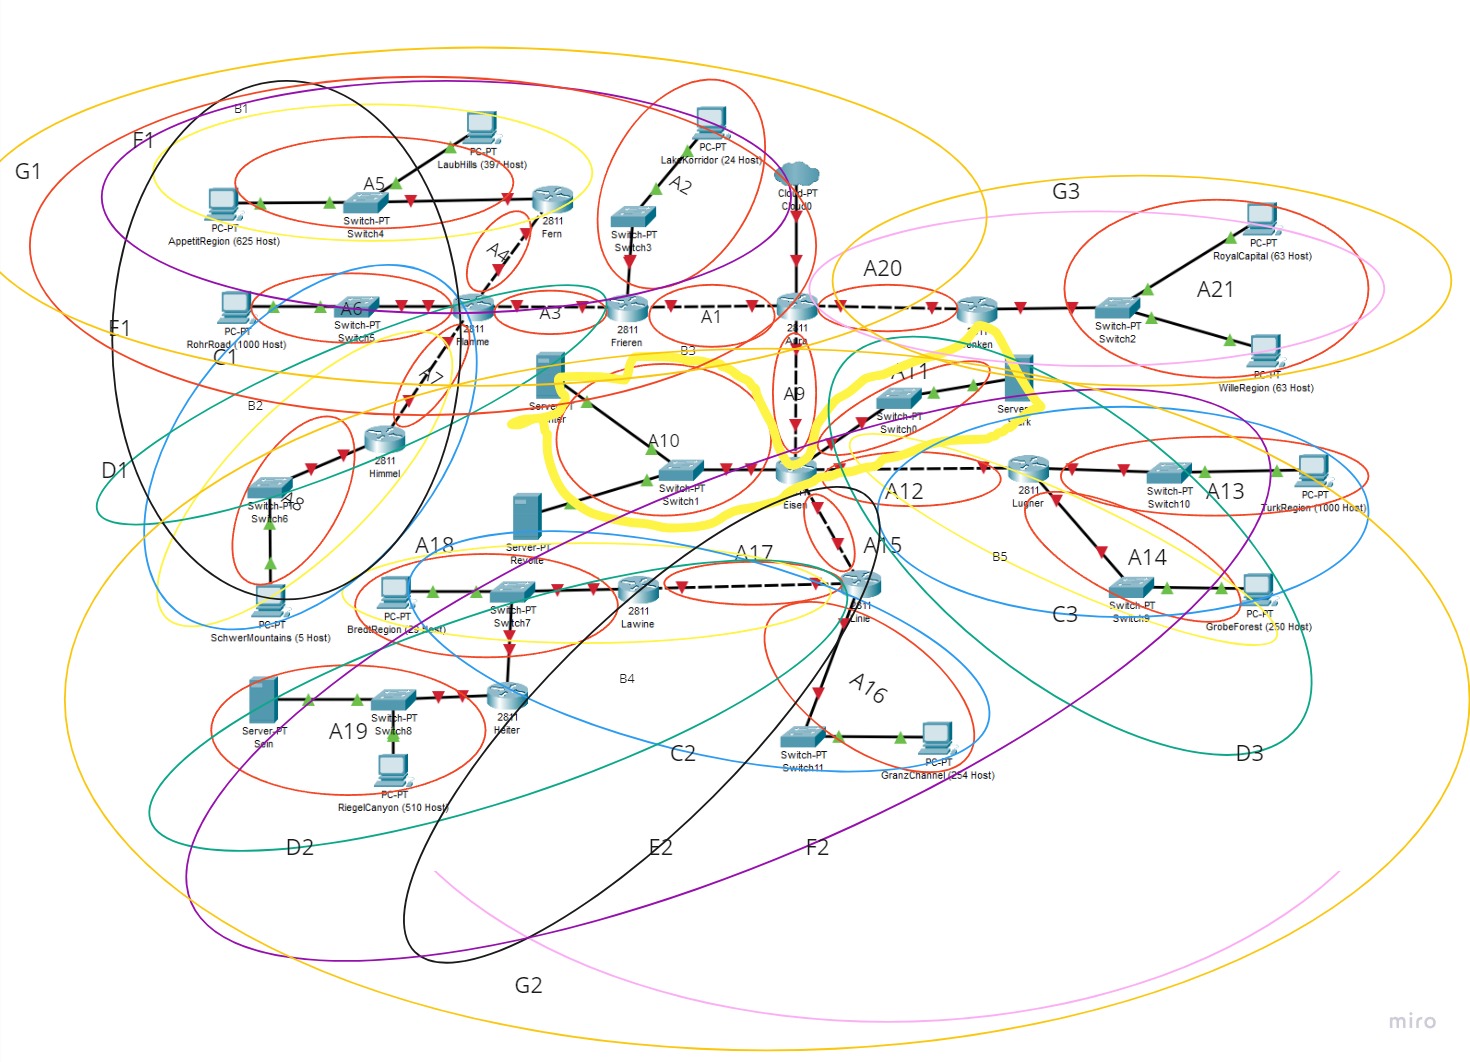 B1
F1
G1
PC-PT
LaubHills (397 Host)
A5
PC-PT
AppetitRegion (625 Host)
Switch-PT
Switch4
2811
Fern
A4
PC-PT
LakeKorridor (24 Host)
A2
Switch-PT
Switch3
Cloud-PT
Cloud0
G3
PC-PT
RoyalCapital (63 Host)
A20
A21
A6
PC-PT
RohrRoad (1000 Host)
Switch-PT
Switch5
2811
Flamme
A3
2811
Frieren
A1
2811
Switch-PT
Switch2
PC-PT
WilleRegion (63 Host)
E1
C1
A7
B3
B2
A9
A11
Switch-PT
Switch0
A10
Switch-PT
Switch1
Eisen
A12
2811
Lugner
Switch-PT
Switch10
A13
PC-PT
TurkRegion (1000 Host)
D1
2811
Himmel
A8
Switch-PT
Switch6
Server-PT
Revolte
A18
A17
A15
B5
A14
PC-PT
SchwerMountains (5 Host)
PC-PT
Switch-PT
Switch7
2811
Lawine
2811
Linie
C3
Switch-PT
Switch9
PC-PT
GrobeForest (250 Host)
B4
A16
Server-PT
Sein
A19
Switch-PT
Switch8
2811
Heiter
C2
Switch-PT
Switch11
PC-PT
GranzChannel (254 Host)
D3
PC-PT
RiegelCanyon (510 Host)
D2
E2
F2
G2
miro